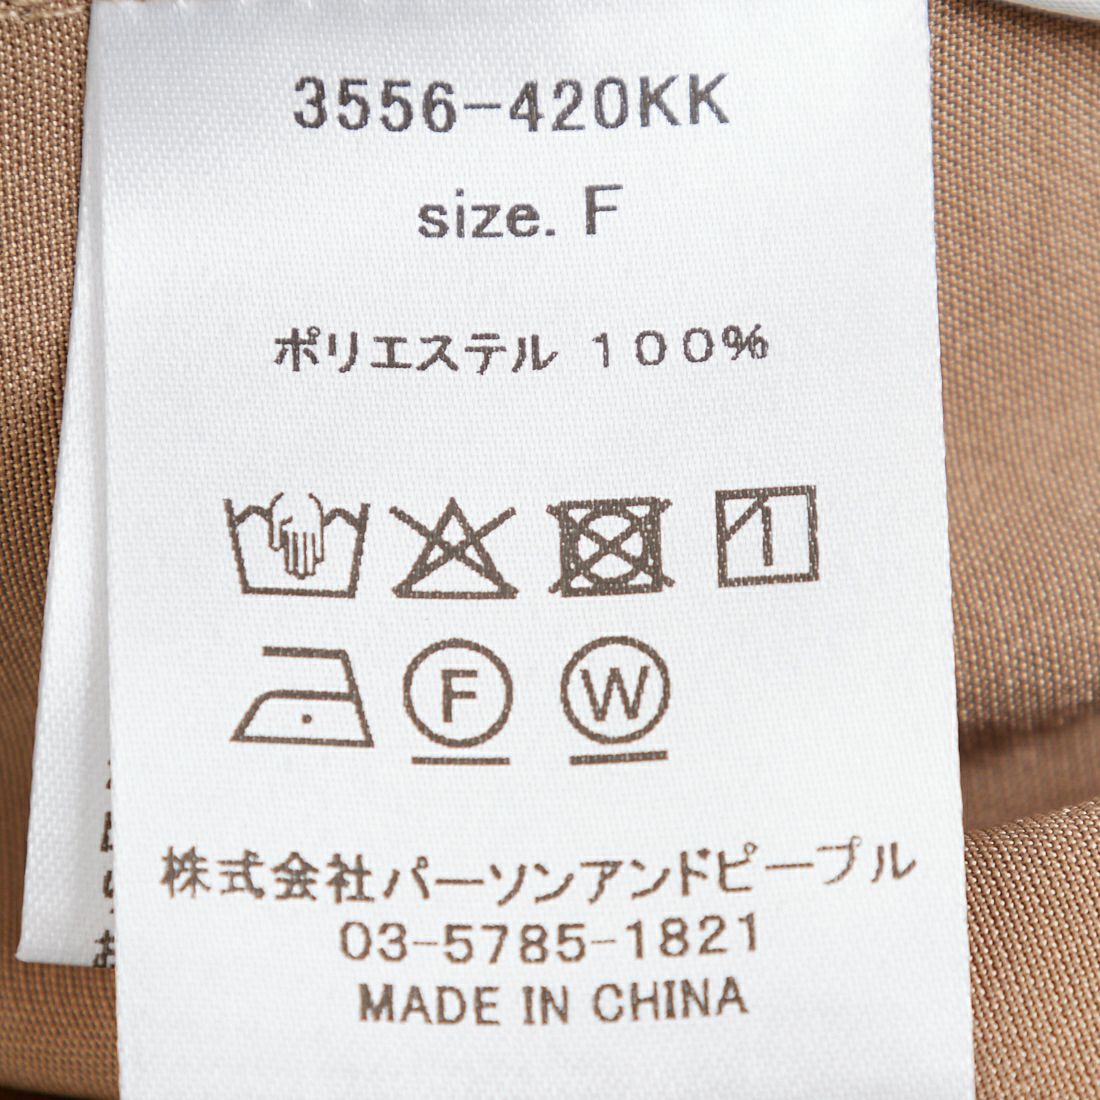 3556-420KK
size. F
ポリエステル 100%
F W
株式会社パーソンアンドピープル
03-5785-1821
MADE IN CHINA